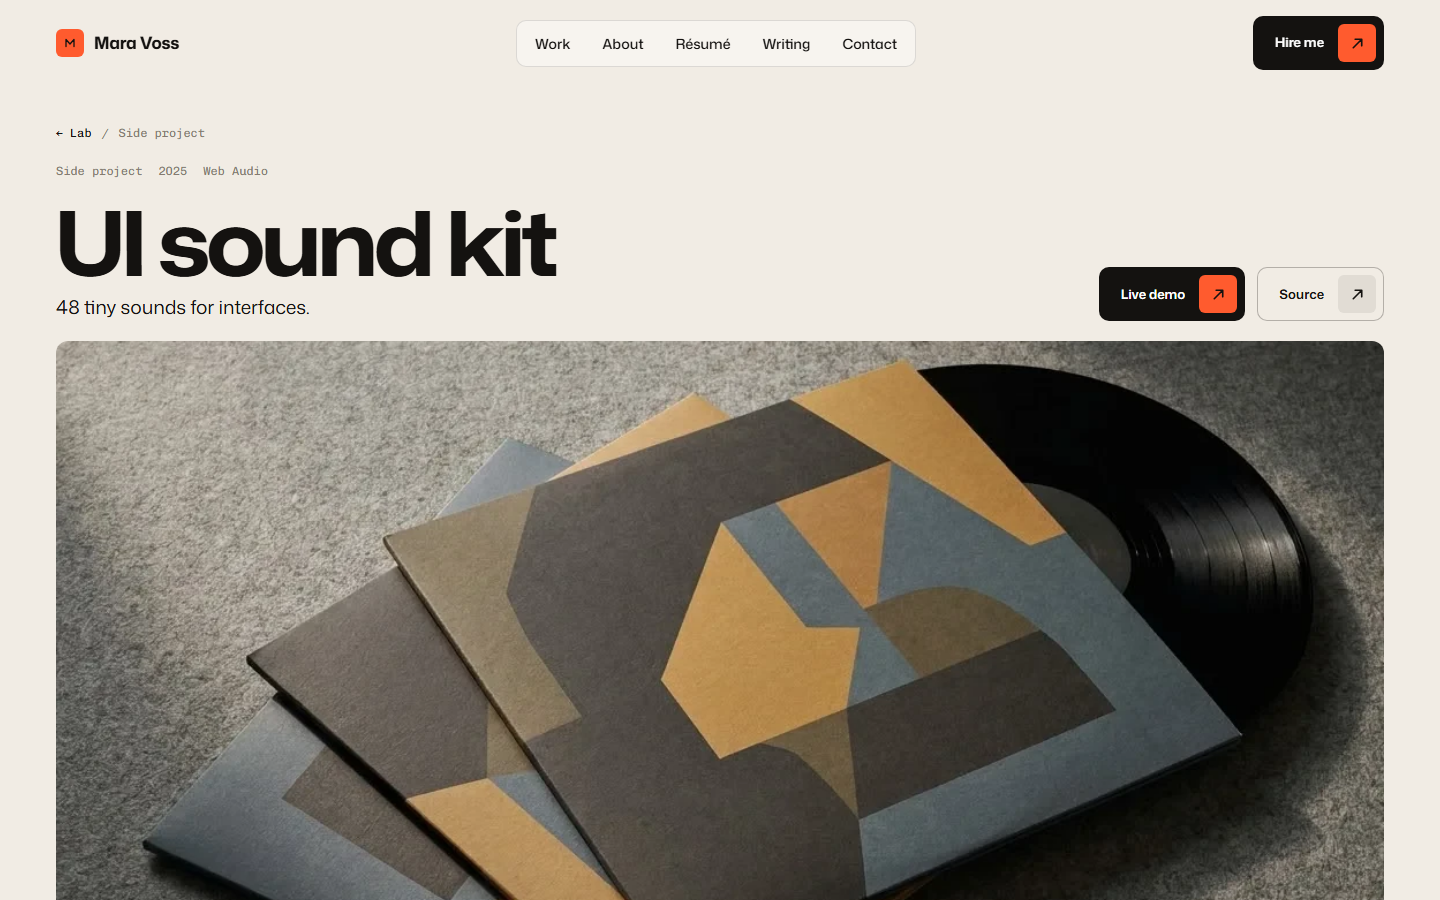 M
Mara Voss
Work
About
Résumé
Writing
Contact
Hire me
← Lab / Side project
Side project 2025 Web Audio
UI sound kit
48 tiny sounds for interfaces.
Live demo
Source